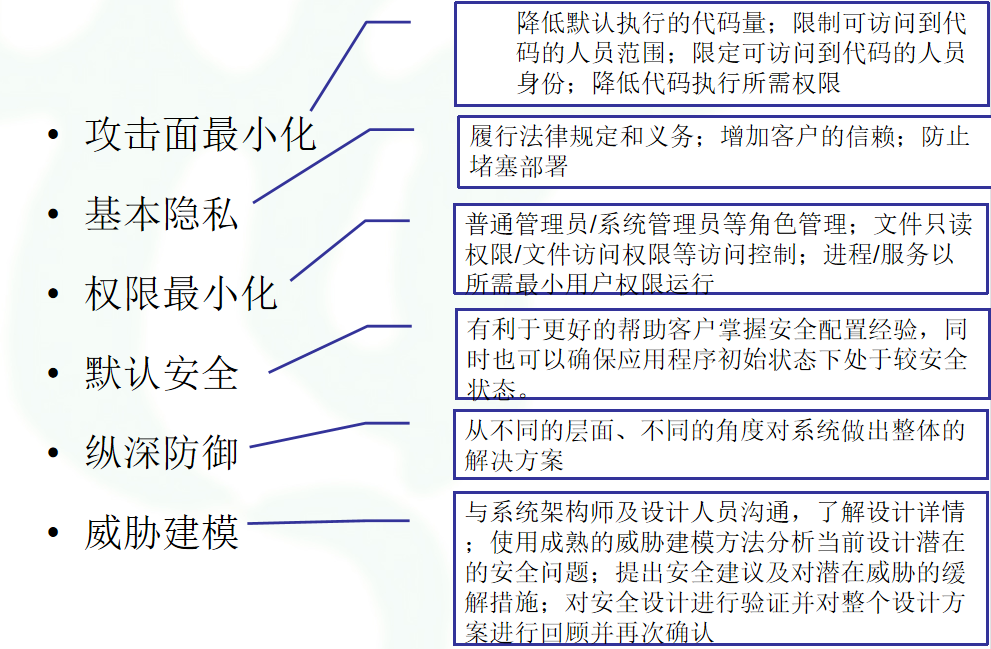 降低默认执行的代码量；限制可访问到代
码的人员范围；限定可访问到代码的人员
身份；降低代码执行所需权限
• 攻击面最小化
履行法律规定和义务；增加客户的信赖；防止
堵塞部署
• 基本隐私
普通管理员/系统管理员等角色管理；文件只读
权限/文件访问权限等访问控制；进程/服务以
所需最小用户权限运行
• 权限最小化
有利于更好的帮助客户掌握安全配置经验，同
时也可以确保应用程序初始状态下处于较安全
状态。
• 默认安全
从不同的层面、不同的角度对系统做出整体的
解决方案
• 纵深防御
与系统架构师及设计人员沟通，了解设计详情
；使用成熟的威胁建模方法分析当前设计潜在
的安全问题；提出安全建议及对潜在威胁的缓
解措施；对安全设计进行验证并对整个设计方
案进行回顾并再次确认
• 威胁建模